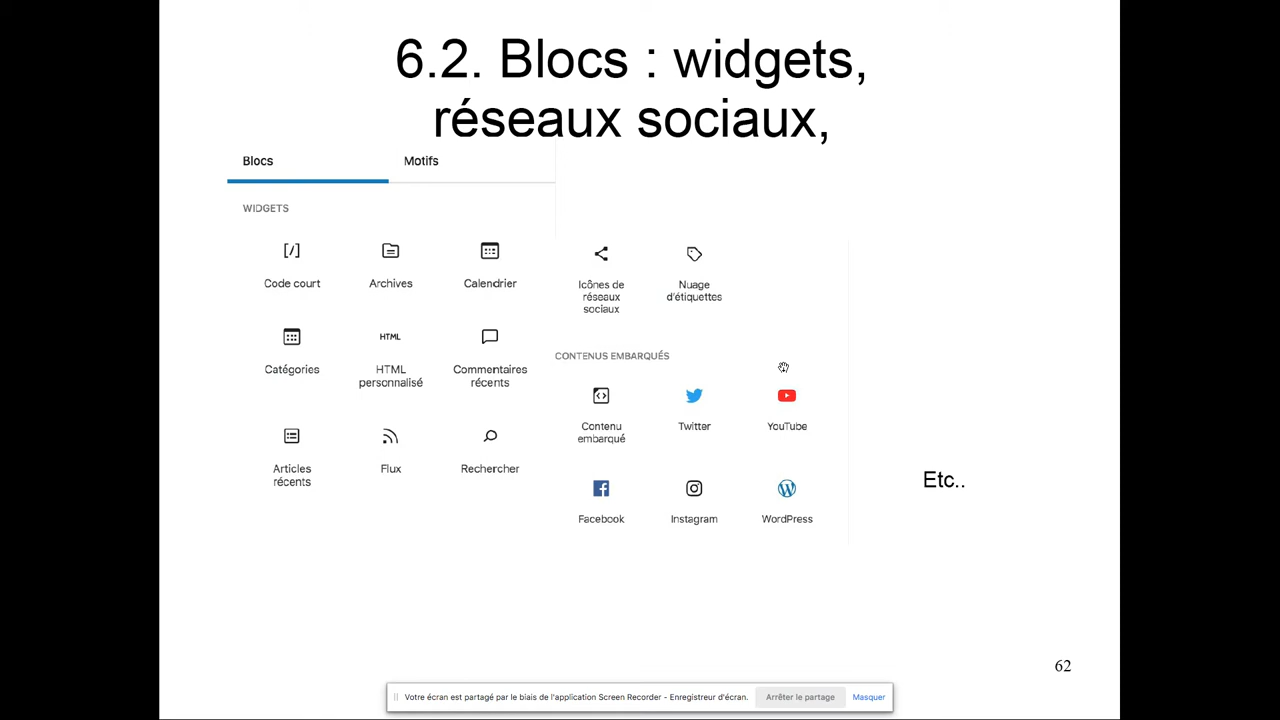 6.2. Blocs : widgets,
réseaux sociaux,
Blocs
Motifs
WIDGETS
[/]
Code court
Archives
Calendrier
Icônes de
réseaux
sociaux
Nuage
d'étiquettes
Catégories
HTML
HTML
personnalisé
Commentaires
récents
CONTENUS EMBARQUÉS
Contenu
embarqué
Twitter
YouTube
Articles
récents
Flux
Rechercher
Etc..
Facebook
Instagram
WordPress
62
Votre écran est partagé par le biais de l'application Screen Recorder - Enregistreur d'écran.
Arrêter le partage
Masquer